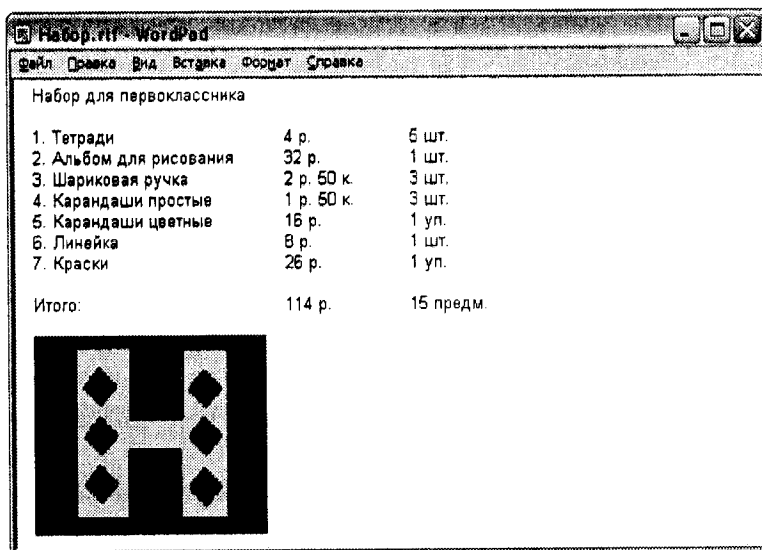 Набор.rtf - WordPad
Файл Правка Вид Вставка Формат Справка
Набор для первоклассника
1. Тетради 4 р. 5 шт.
2. Альбом для рисования 32 р. 1 шт.
3. Шариковая ручка 2 р. 50 к. 3 шт.
4. Карандаши простые 1 р. 50 к. 3 шт.
5. Карандаши цветные 16 р. 1 уп.
6. Линейка 8 р. 1 шт.
7. Краски 26 р. 1 уп.
Итого: 114 р. 15 предм.